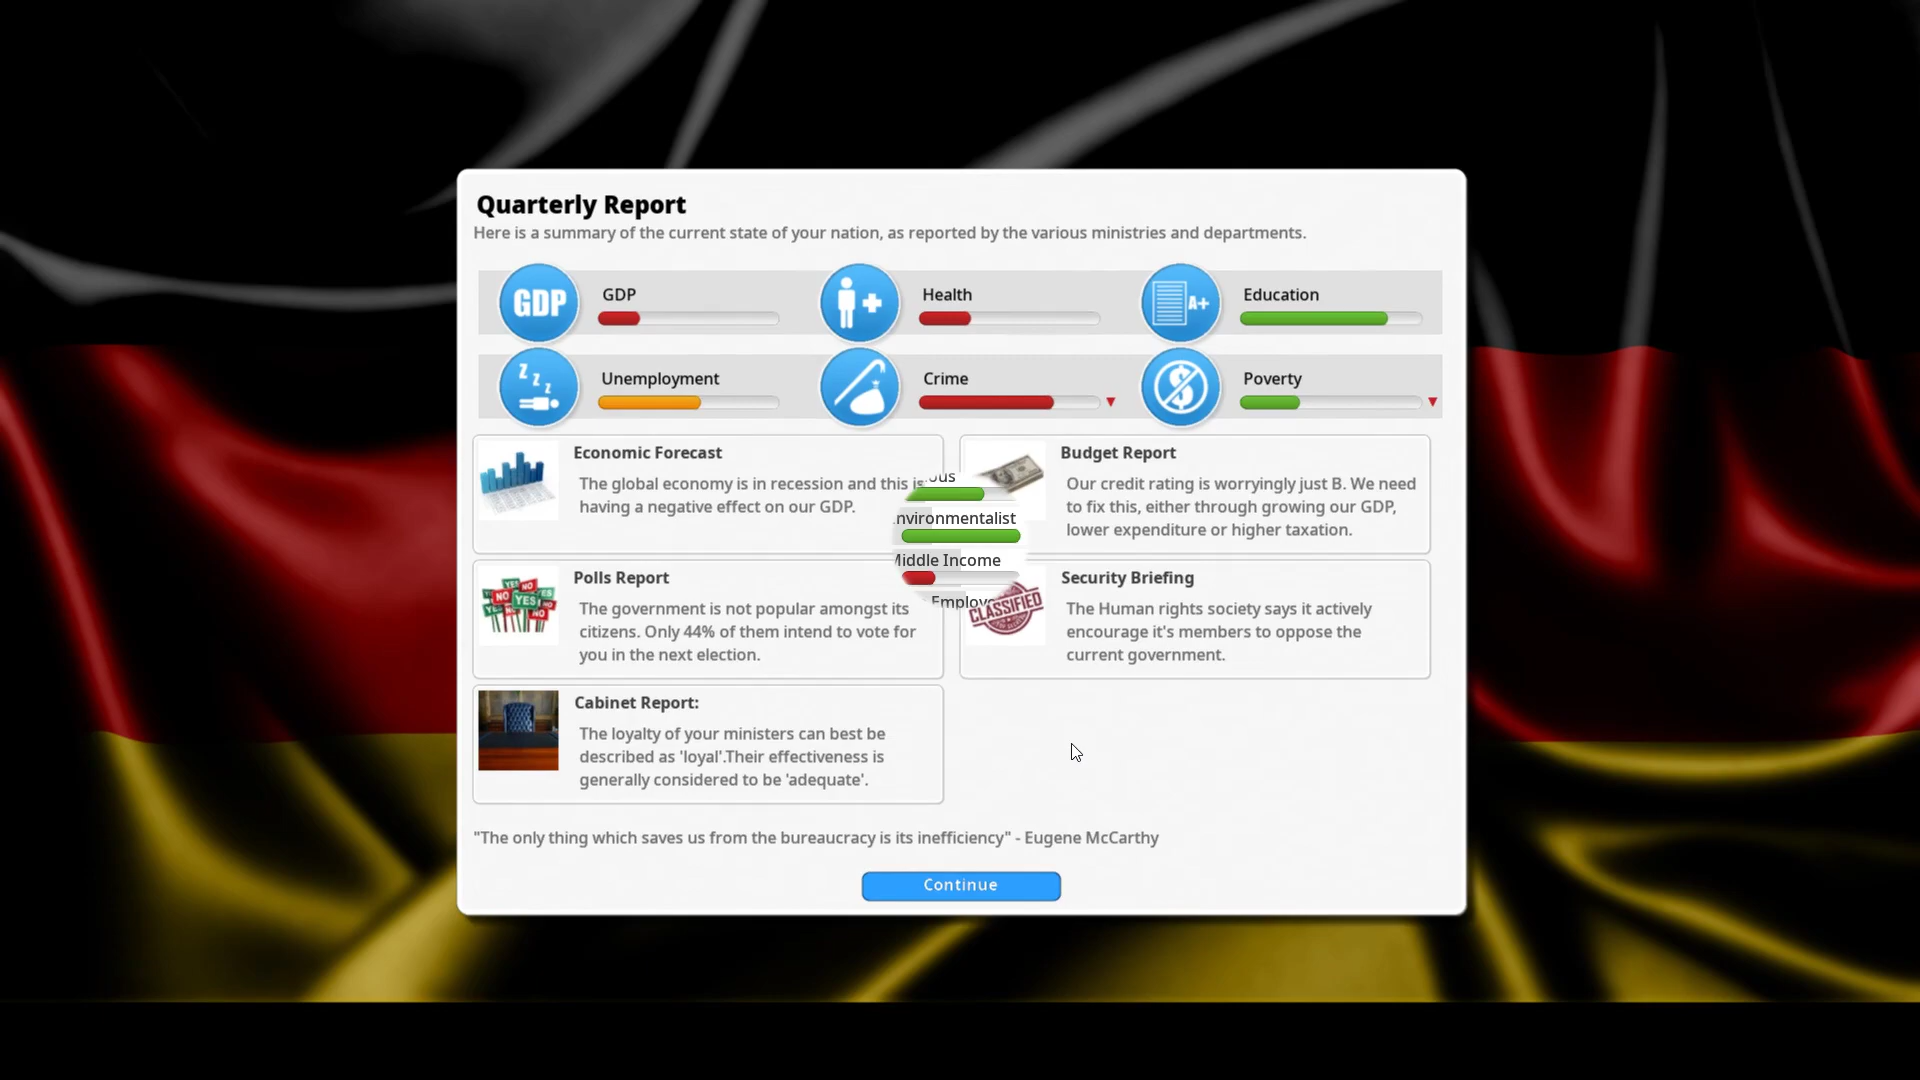 Quarterly Report
Here is a summary of the current state of your nation, as reported by the various ministries and departments.
GDP
GDP
Health
A+
Education
Z Z Z
Unemployment
Crime
$
Poverty
Economic Forecast
The global economy is in recession and this is
having a negative effect on our GDP.
Budget Report
Our credit rating is worryingly just B. We need
to fix this, either through growing our GDP,
lower expenditure or higher taxation.
ous
nvironmentalist
Middle Income
Employ
Polls Report
The government is not popular amongst its
citizens. Only 44% of them intend to vote for
you in the next election.
YES NO YES NO YES NO
CLASSIFIED
Security Briefing
The Human rights society says it actively
encourage it's members to oppose the
current government.
Cabinet Report:
The loyalty of your ministers can best be
described as 'loyal'.Their effectiveness is
generally considered to be 'adequate'.
"The only thing which saves us from the bureaucracy is its inefficiency" - Eugene McCarthy
Continue